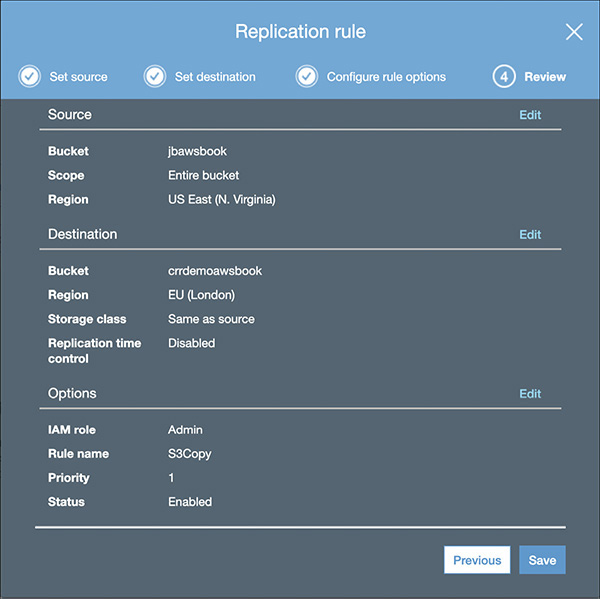 Replication rule
Set source Set destination Configure rule options 4 Review
Source Edit
Bucket jbawsbook
Scope Entire bucket
Region US East (N. Virginia)
Destination Edit
Bucket crrdemoawsbook
Region EU (London)
Storage class Same as source
Replication time Disabled
control
Options Edit
IAM role Admin
Rule name S3Copy
Priority 1
Status Enabled
Previous Save